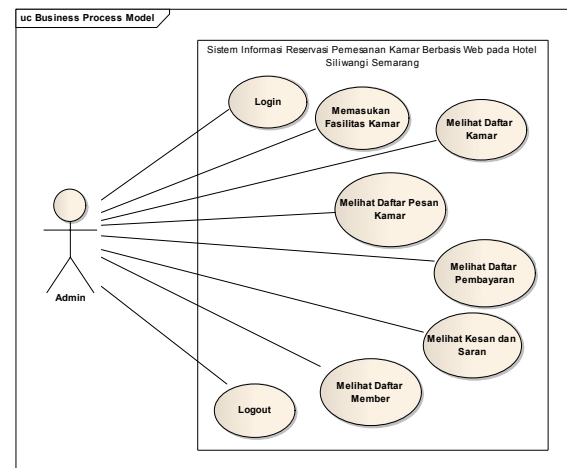 uc Business Process Model
Sistem Informasi Reservasi Pemesanan Kamar Berbasis Web pada Hotel
Siliwangi Semarang
Login
Memasukan
Fasilitas Kamar
Melihat Daftar
Kamar
Melihat Daftar Pesan
Kamar
Melihat Daftar
Pembayaran
Admin
Melihat Kesan dan
Saran
Melihat Daftar
Member
Logout